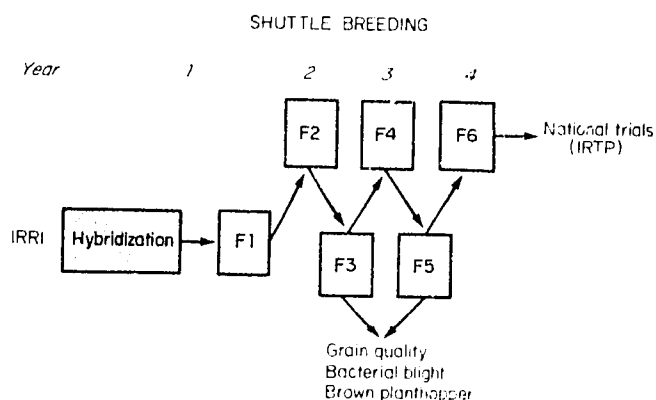 SHUTTLE BREEDING
Year 1 2 3 4
F2 F4 F6 National trials
(IRTP)
IRRI Hybridization F1 F3 F5
Grain quality
Bacterial blight
Brown planthopper